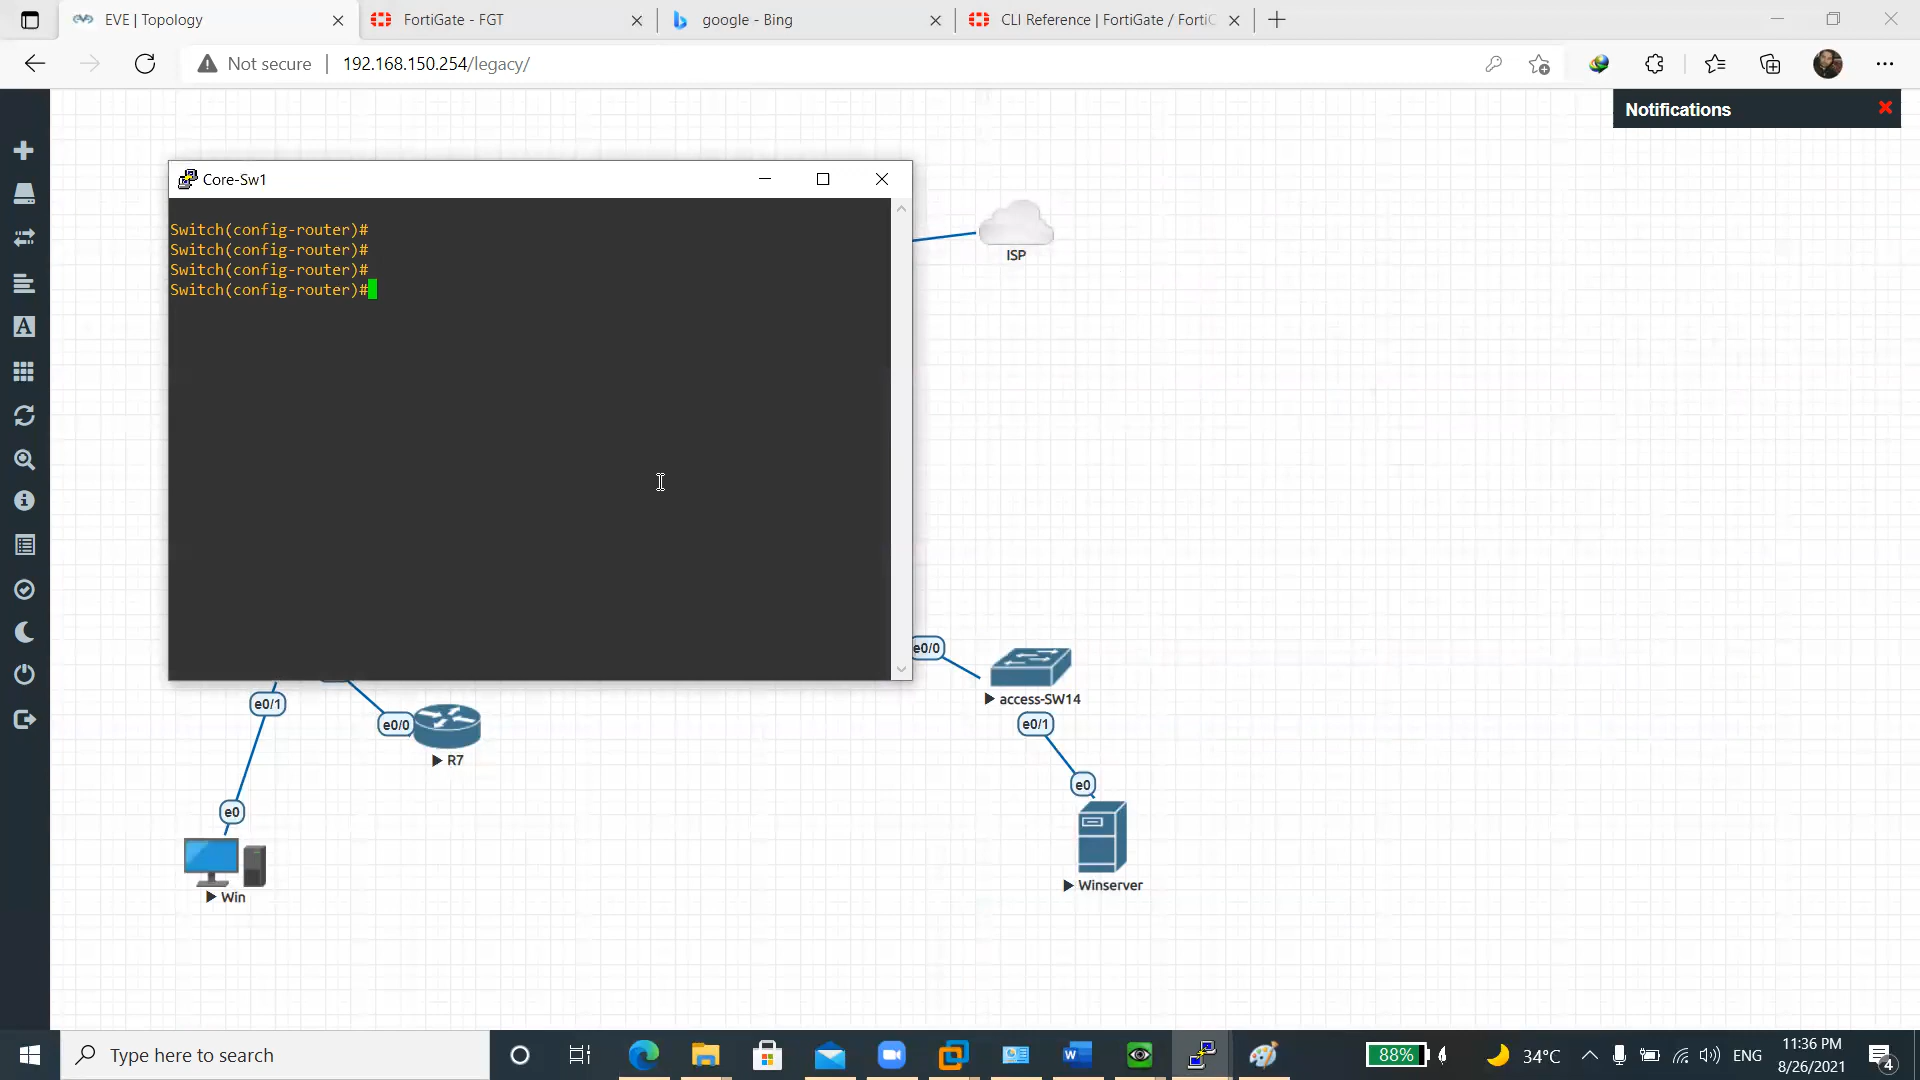 EVE | Topology
FortiGate - FGT
google - Bing
CLI Reference | FortiGate / FortiC
Not secure
192.168.150.254/legacy/
Notifications
Core-Sw1
Switch(config-router)#
Switch(config-router)#
Switch(config-router)#
Switch(config-router)#
ISP
e0/0
access-SW14
e0/1
e0/1
e0/0
R7
e0
e0
Win
Winserver
Type here to search
88%
34°C
ENG
11:36 PM
8/26/2021
4